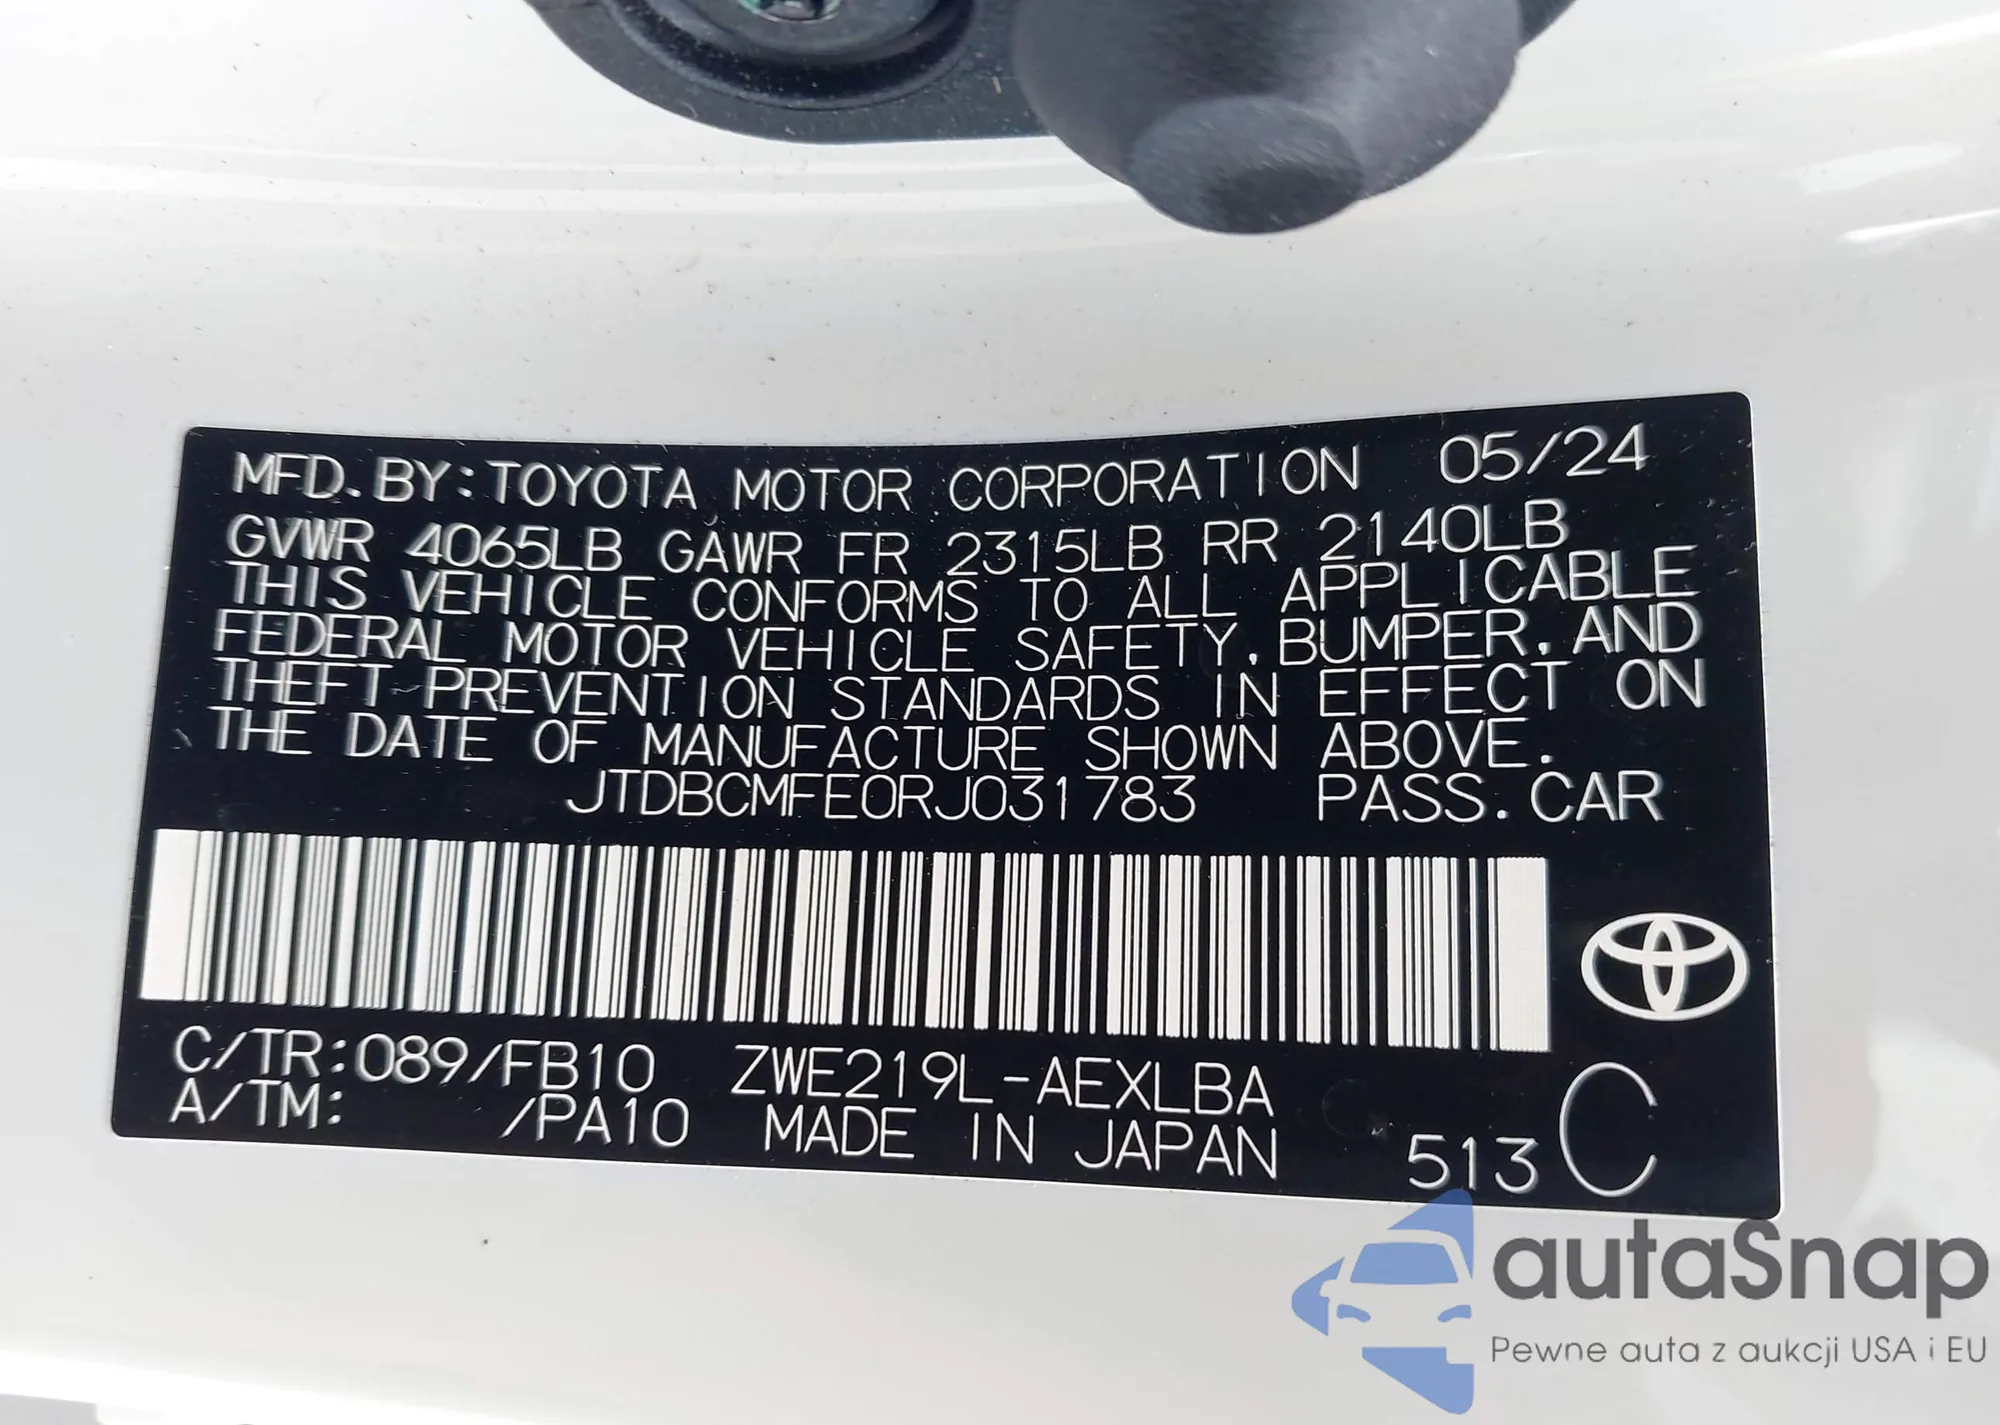 MFD. BY: TOYOTA MOTOR CORPORATION 05/24
GVWR 4065LB GAWR FR 2315LB RR 2140LB
THIS VEHICLE CONFORMS TO ALL APPLICABLE
FEDERAL MOTOR VEHICLE SAFETY, BUMPER, AND
THEFT PREVENTION STANDARDS IN EFFECT ON
THE DATE OF MANUFACTURE SHOWN ABOVE.
JTDBCMFE0RJ031783 PASS. CAR
C/TR: 089/FB10 ZWE219L-AEXLBA
A/TM: /PA10 MADE IN JAPAN 513 C
autaSnap
Pewne auta z aukcji USA i EU